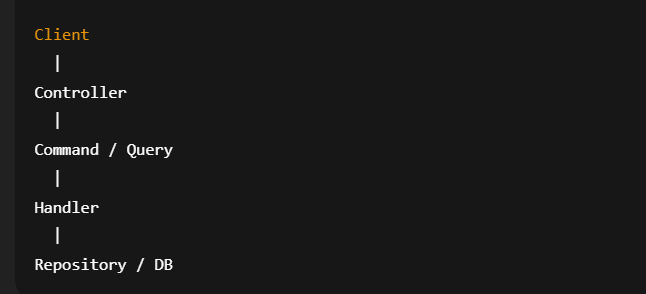 Client
|
Controller
|
Command / Query
|
Handler
|
Repository / DB